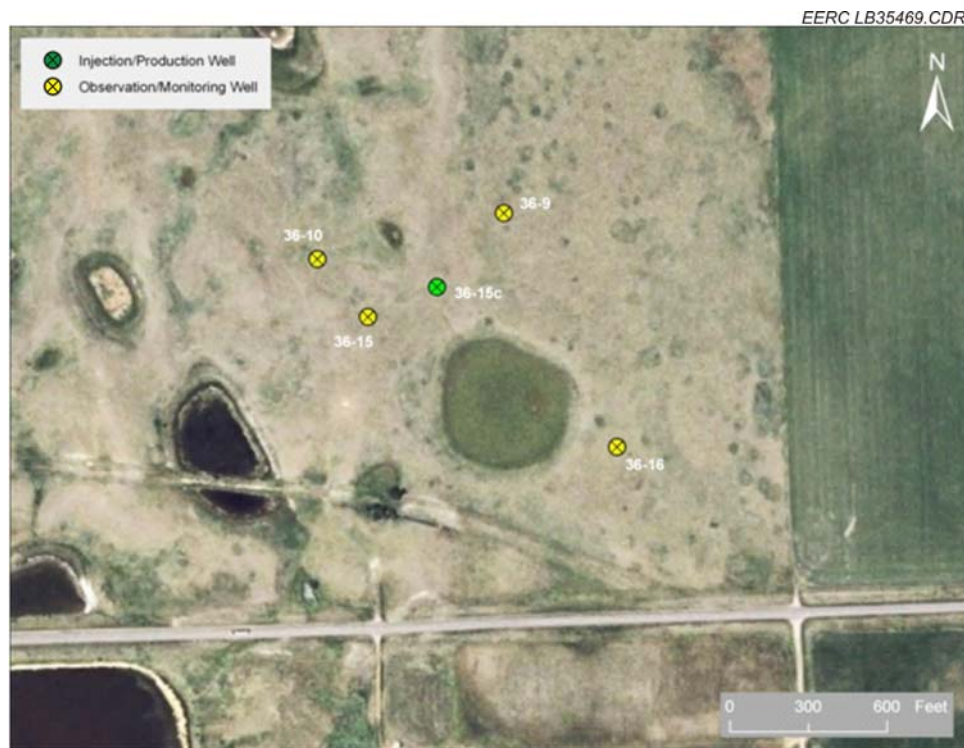 EERC LB35469.CDR
Injection/Production Well
Observation/Monitoring Well
N
36-9
36-10
36-15c
36-15
36-16
0 300 600 Feet